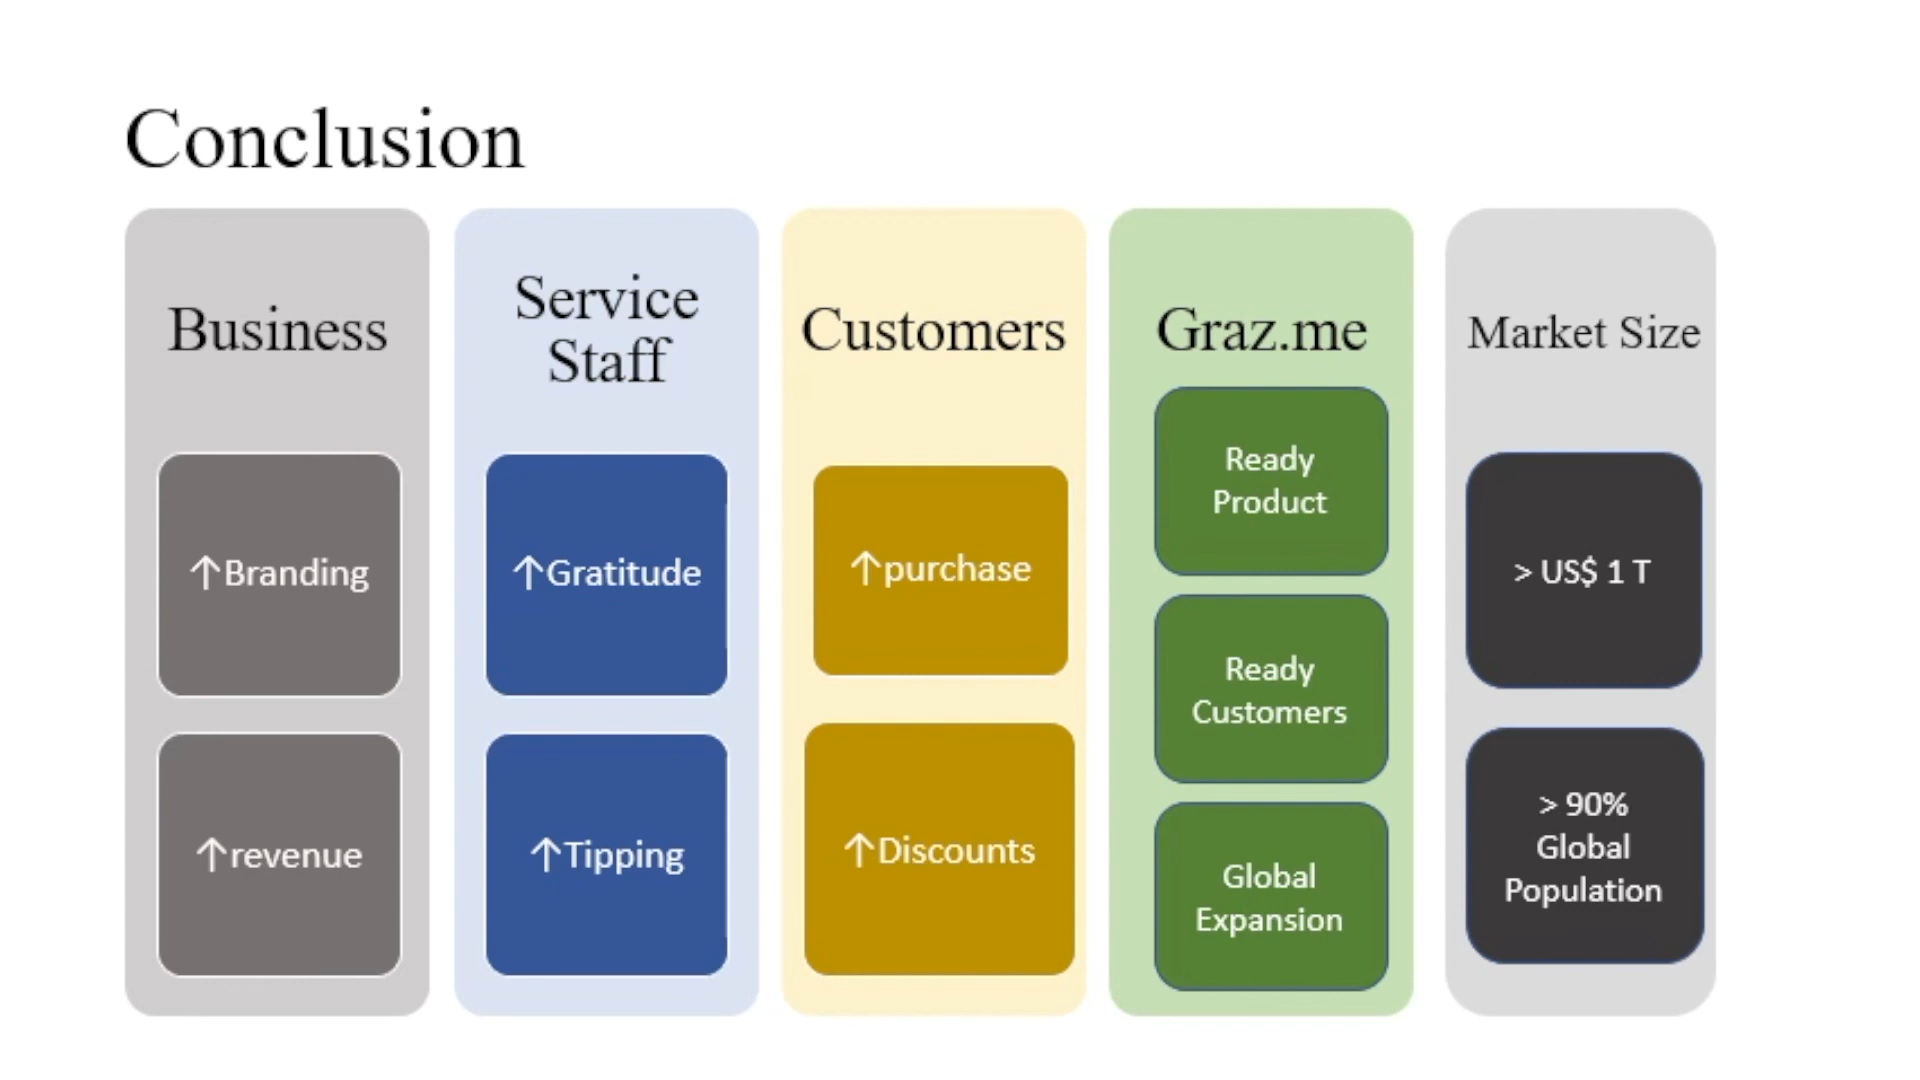 Conclusion
Business
↑Branding
↑revenue
Service
Staff
↑Gratitude
↑Tipping
Customers
↑purchase
↑Discounts
Graz.me
Ready
Product
Ready
Customers
Global
Expansion
Market Size
> US$ 1 T
> 90%
Global
Population